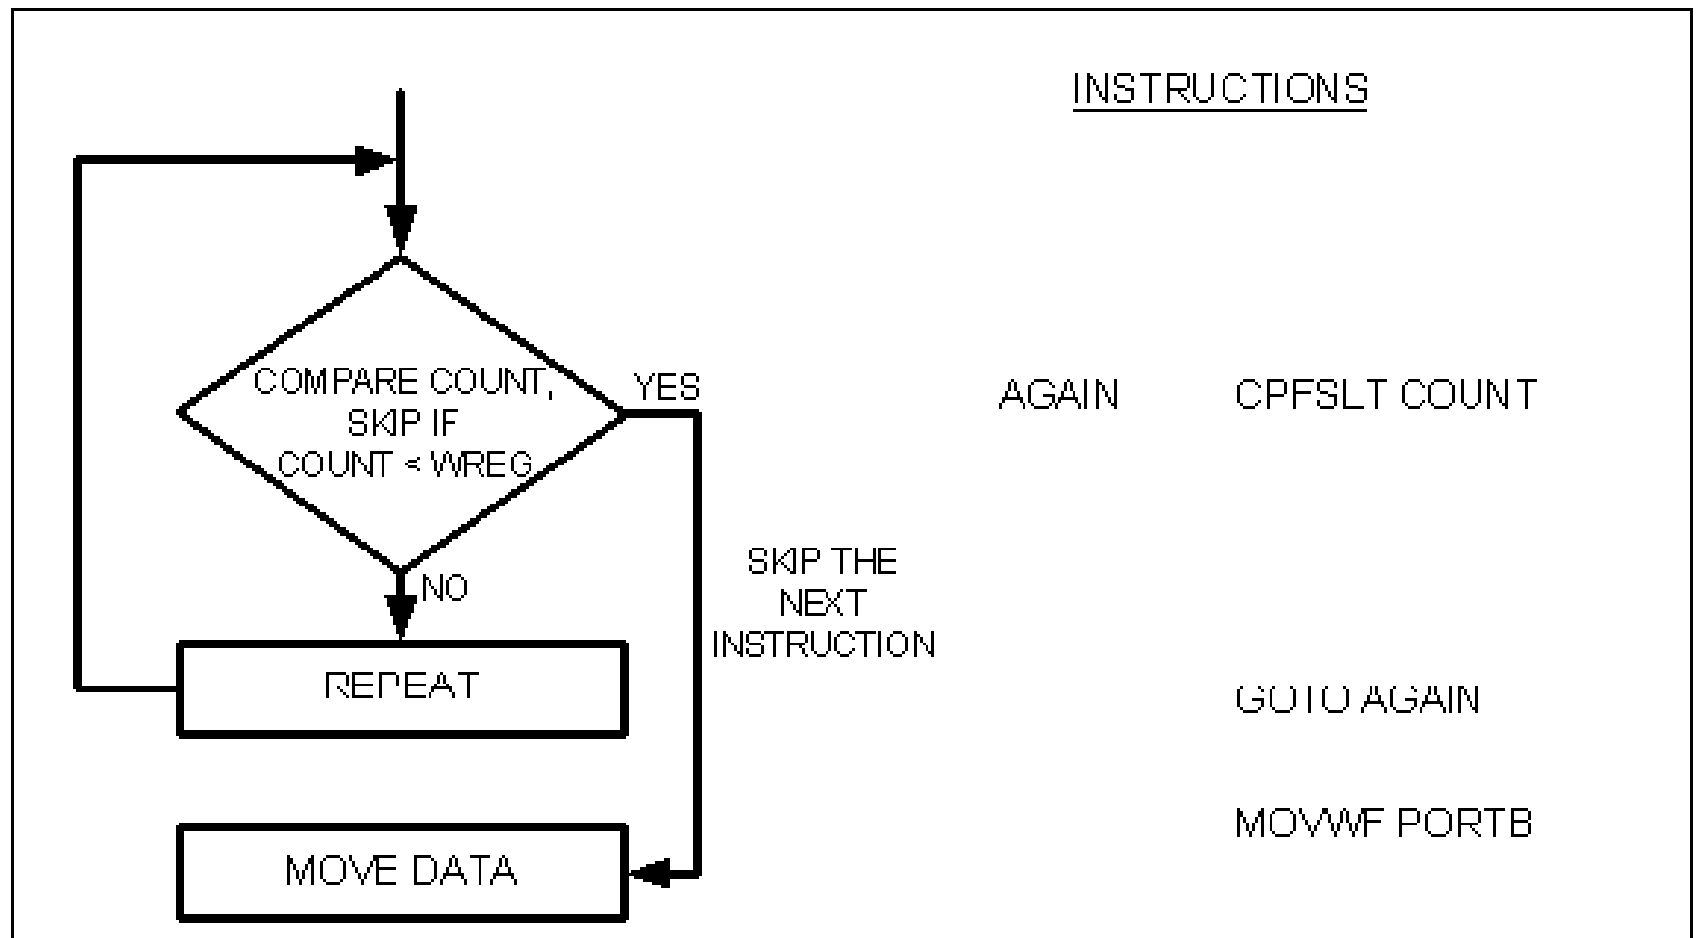 INSTRUCTIONS
COMPARE COUNT,
SKIP IF
COUNT < WREG
YES
AGAIN CPFSLT COUNT
NO
SKIP THE
NEXT
INSTRUCTION
REPEAT
GOTO AGAIN
MOVWF PORTB
MOVE DATA